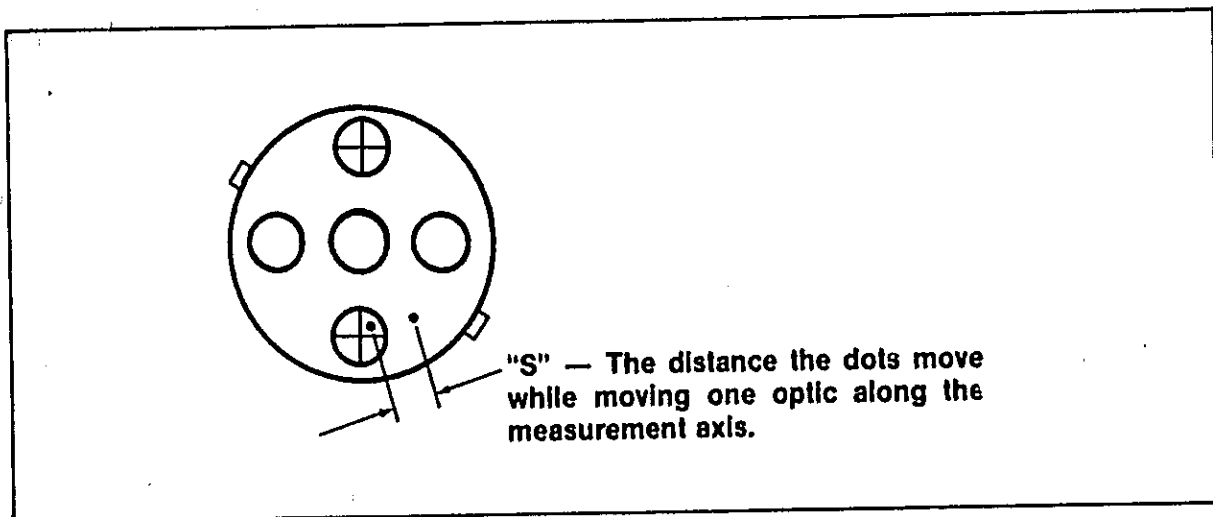 "S" — The distance the dots move
while moving one optic along the
measurement axis.